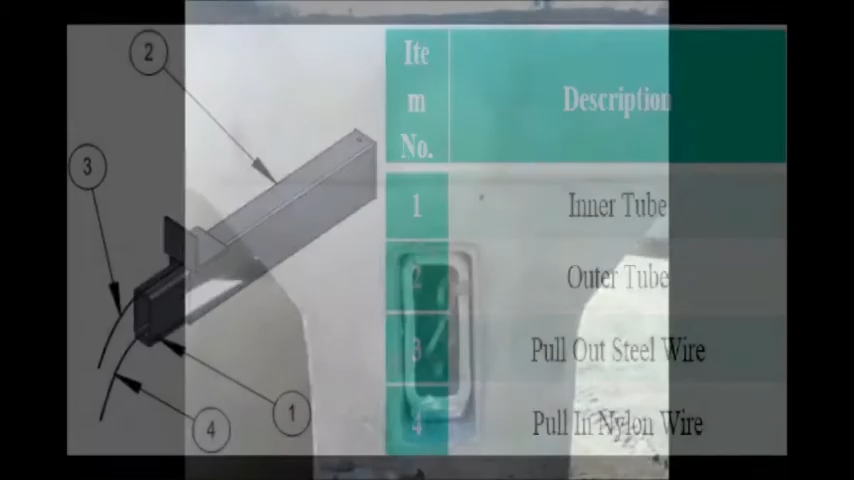 2
3
1
4
Ite
m
No.
Description
1
Inner Tube
2
Outer Tube
3
Pull Out Steel Wire
4
Pull In Nylon Wire